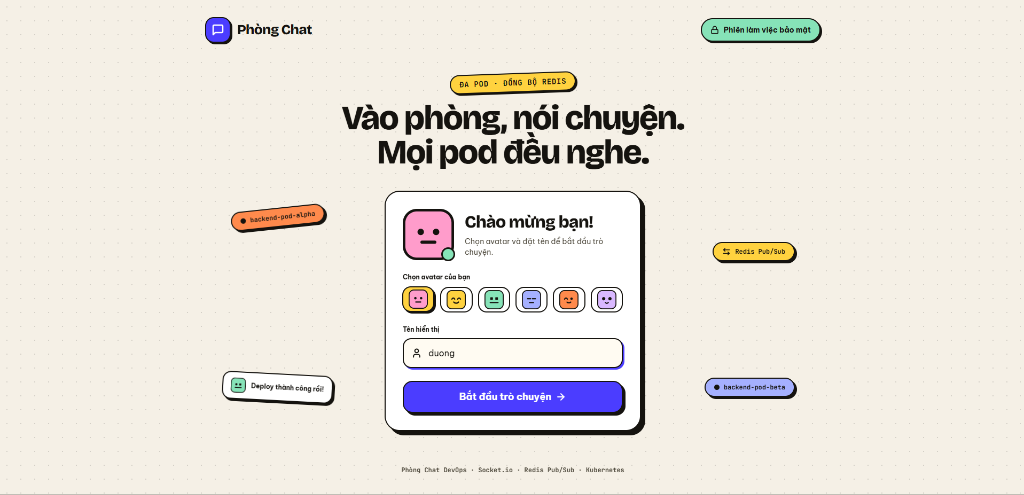 Phòng Chat
Phiên làm việc bảo mật
ĐA POD · ĐỒNG BỘ REDIS
Vào phòng, nói chuyện.
Mọi pod đều nghe.
backend-pod-alpha
Chào mừng bạn!
Chọn avatar và đặt tên để bắt đầu trò
chuyện.
Redis Pub/Sub
Chọn avatar của bạn
Tên hiển thị
duong
Deploy thành công rồi!
backend-pod-beta
Bắt đầu trò chuyện →
Phòng Chat DevOps · Socket.io · Redis Pub/Sub · Kubernetes